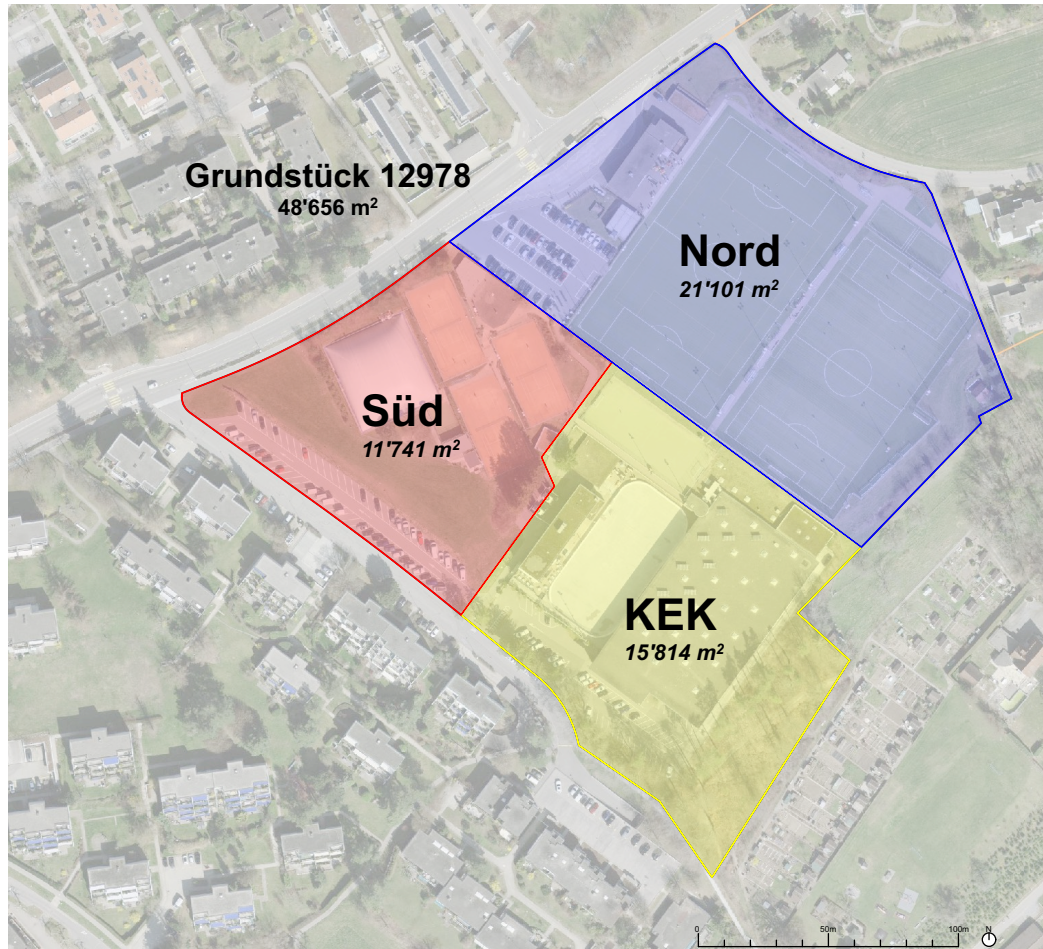 Grundstück 12978
48'656 m²
Nord
21'101 m²
Süd
11'741 m²
KEK
15'814 m²
0 50m 100m N